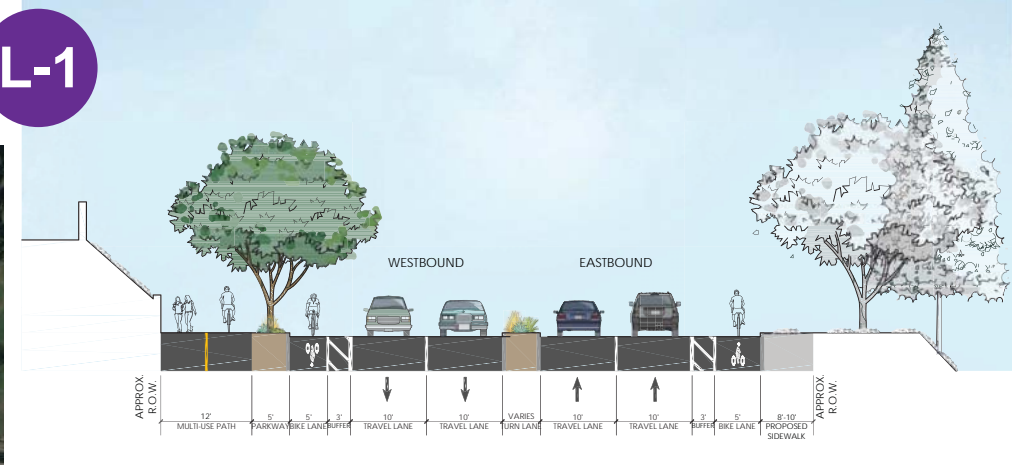 L-1
WESTBOUND
EASTBOUND
APPROX.
R.O.W.
12'
MULTI-USE PATH
5'
PARKWAY
5'
BIKE LANE
3'
BUFFER
10'
TRAVEL LANE
10'
TRAVEL LANE
VARIES
URN LANE
10'
TRAVEL LANE
10'
TRAVEL LANE
3'
BUFFER
5'
BIKE LANE
8'-10'
PROPOSED
SIDEWALK
APPROX.
R.O.W.